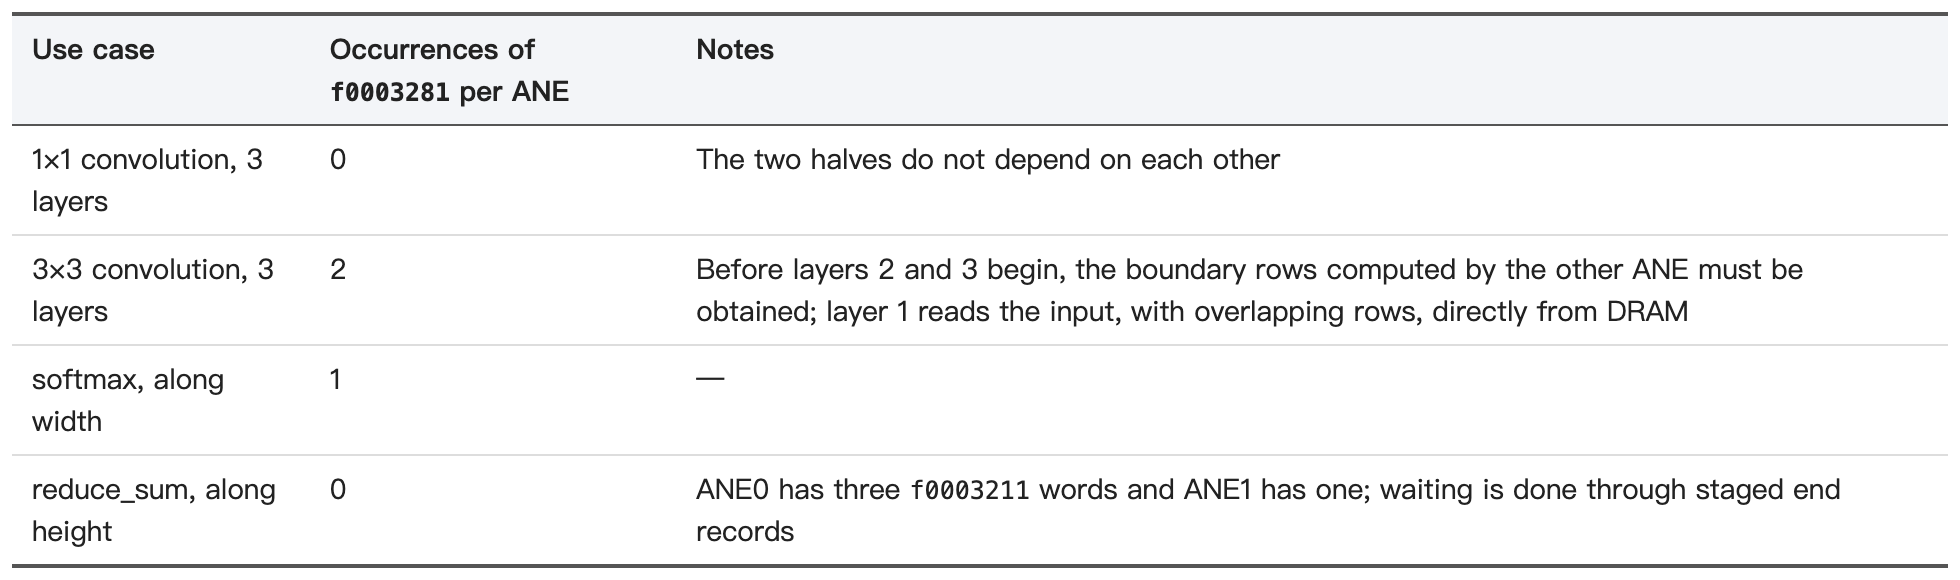 Use case
Occurrences of
f0003281 per ANE
Notes
1×1 convolution, 3
layers
0
The two halves do not depend on each other
3×3 convolution, 3
layers
2
Before layers 2 and 3 begin, the boundary rows computed by the other ANE must be
obtained; layer 1 reads the input, with overlapping rows, directly from DRAM
softmax, along
width
1
—
reduce_sum, along
height
0
ANE0 has three f0003211 words and ANE1 has one; waiting is done through staged end
records